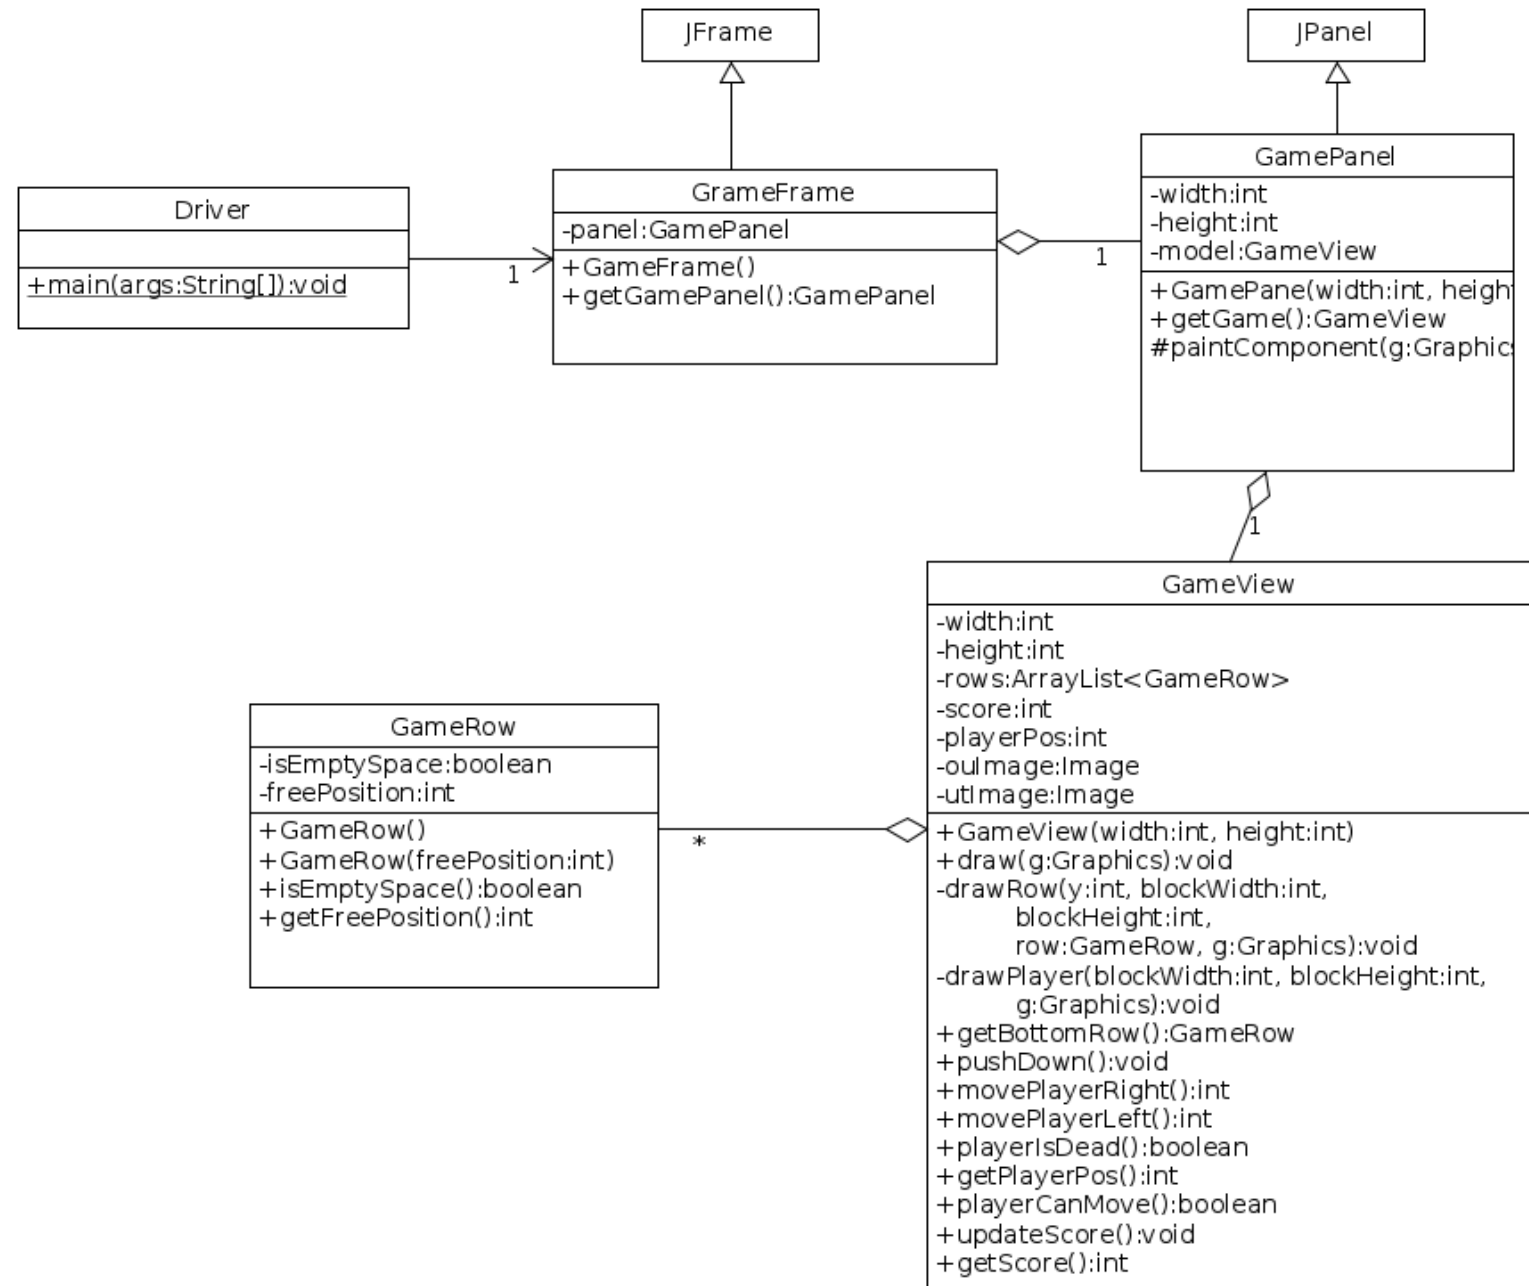 JFrame
JPanel
Driver
+main(args:String[]):void
1
GrameFrame
-panel:GamePanel
+GameFrame()
+getGamePanel():GamePanel
1
GamePanel
-width:int
-height:int
-model:GameView
+GamePane(width:int, heigh
+getGame():GameView
#paintComponent(g:Graphics
1
GameView
-width:int
-height:int
-rows:ArrayList<GameRow>
-score:int
-playerPos:int
-ouImage:Image
-utImage:Image
+GameView(width:int, height:int)
+draw(g:Graphics):void
-drawRow(y:int, blockWidth:int,
blockHeight:int,
row:GameRow, g:Graphics):void
-drawPlayer(blockWidth:int, blockHeight:int,
g:Graphics):void
+getBottomRow():GameRow
+pushDown():void
+movePlayerRight():int
+movePlayerLeft():int
+playerIsDead():boolean
+getPlayerPos():int
+playerCanMove():boolean
+updateScore():void
+getScore():int
GameRow
-isEmptySpace:boolean
-freePosition:int
+GameRow()
+GameRow(freePosition:int)
+isEmptySpace():boolean
+getFreePosition():int
*